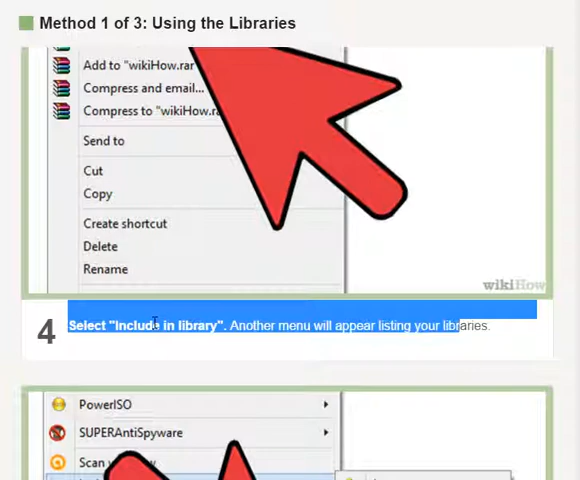 Method 1 of 3: Using the Libraries
Add to "wikiHow.rar
Compress and email...
Compress to "wikiHow.ra
Send to
Cut
Copy
Create shortcut
Delete
Rename
wikiHow
4
Select "Include in library". Another menu will appear listing your libraries.
PowerISO
SUPERAntiSpyware
Scan